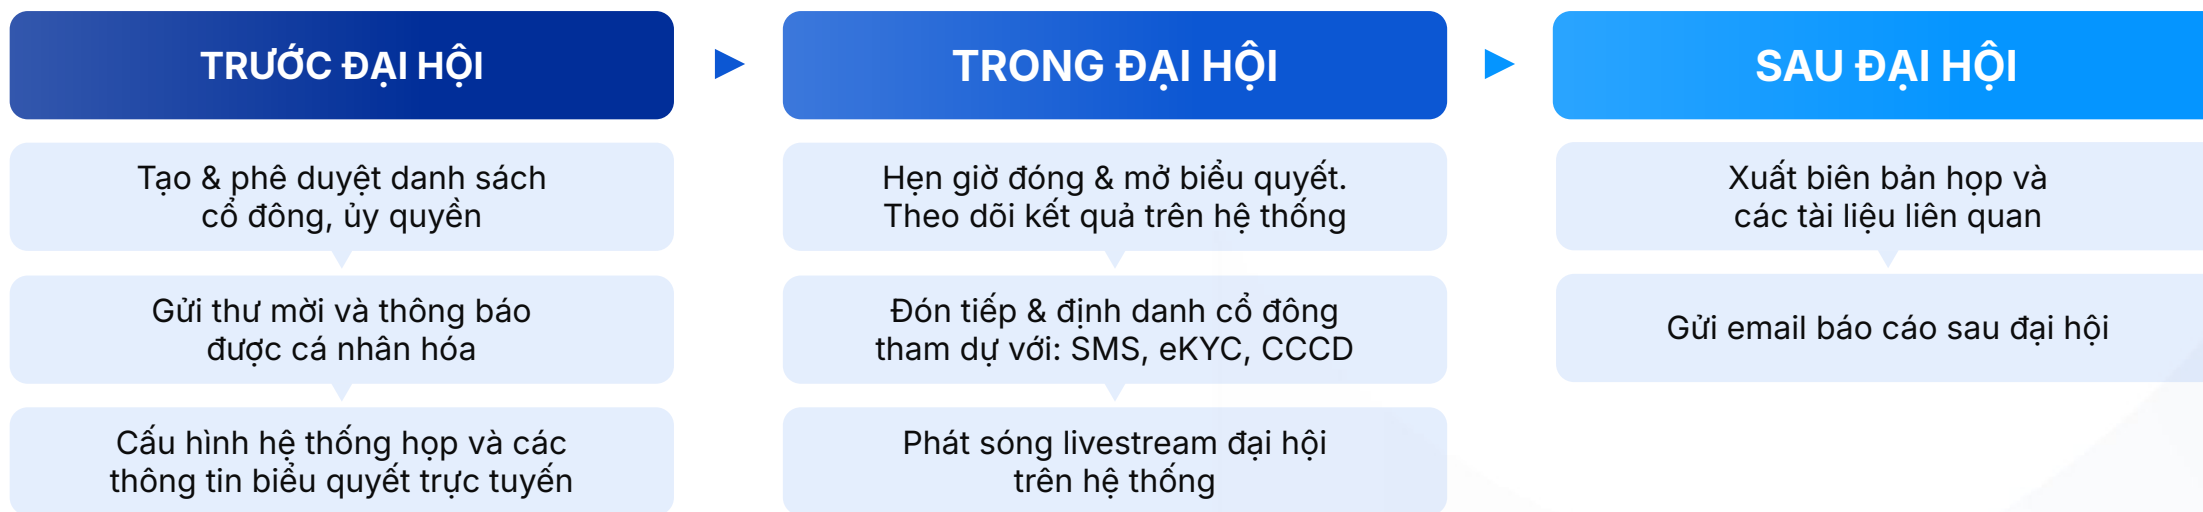 TRƯỚC ĐẠI HỘI
Tạo & phê duyệt danh sách
cổ đông, ủy quyền
Gửi thư mời và thông báo
được cá nhân hóa
Cấu hình hệ thống họp và các
thông tin biểu quyết trực tuyến
TRONG ĐẠI HỘI
Hẹn giờ đóng & mở biểu quyết.
Theo dõi kết quả trên hệ thống
Đón tiếp & định danh cổ đông
tham dự với: SMS, eKYC, CCCD
Phát sóng livestream đại hội
trên hệ thống
SAU ĐẠI HỘI
Xuất biên bản họp và
các tài liệu liên quan
Gửi email báo cáo sau đại hội